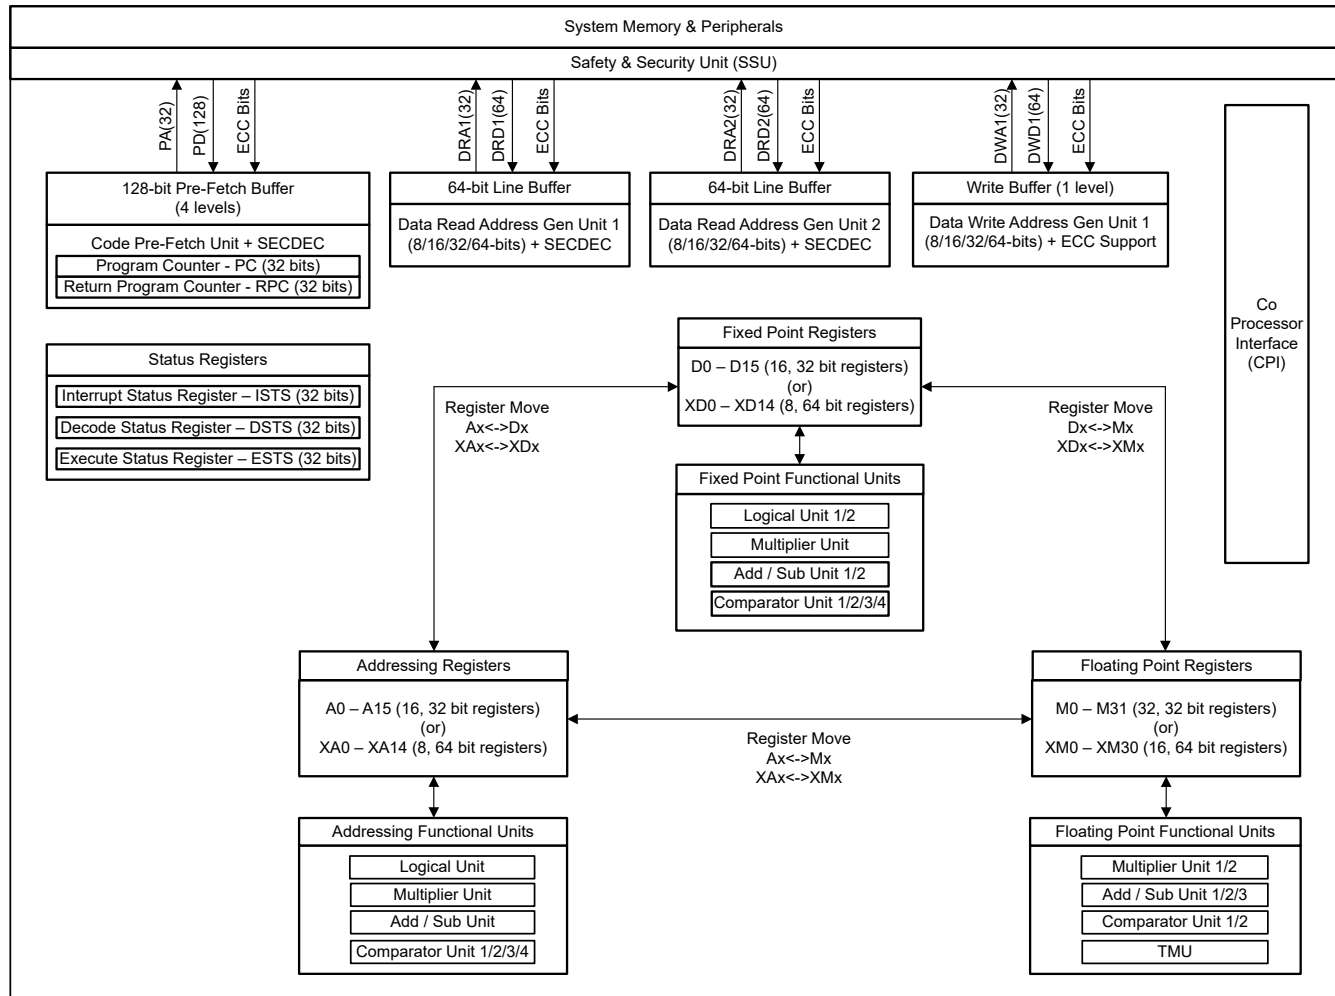 System Memory & Peripherals
Safety & Security Unit (SSU)
PA(32)
PD(128)
ECC Bits
DRA1(32)
DRD1(64)
ECC Bits
DRA2(32)
DRD2(64)
ECC Bits
DWA1(32)
DWD1(64)
ECC Bits
128-bit Pre-Fetch Buffer
(4 levels)
Code Pre-Fetch Unit + SECDEC
Program Counter - PC (32 bits)
Return Program Counter - RPC (32 bits)
64-bit Line Buffer
Data Read Address Gen Unit 1
(8/16/32/64-bits) + SECDEC
64-bit Line Buffer
Data Read Address Gen Unit 2
(8/16/32/64-bits) + SECDEC
Write Buffer (1 level)
Data Write Address Gen Unit 1
(8/16/32/64-bits) + ECC Support
Co
Processor
Interface
(CPI)
Status Registers
Interrupt Status Register – ISTS (32 bits)
Decode Status Register – DSTS (32 bits)
Execute Status Register – ESTS (32 bits)
Fixed Point Registers
D0 – D15 (16, 32 bit registers)
(or)
XD0 – XD14 (8, 64 bit registers)
Register Move
Ax<->Dx
XAx<->XDx
Register Move
Dx<->Mx
XDx<->XMx
Fixed Point Functional Units
Logical Unit 1/2
Multiplier Unit
Add / Sub Unit 1/2
Comparator Unit 1/2/3/4
Addressing Registers
A0 – A15 (16, 32 bit registers)
(or)
XA0 – XA14 (8, 64 bit registers)
Register Move
Ax<->Mx
XAx<->XMx
Floating Point Registers
M0 – M31 (32, 32 bit registers)
(or)
XM0 – XM30 (16, 64 bit registers)
Addressing Functional Units
Logical Unit
Multiplier Unit
Add / Sub Unit
Comparator Unit 1/2/3/4
Floating Point Functional Units
Multiplier Unit 1/2
Add / Sub Unit 1/2/3
Comparator Unit 1/2
TMU